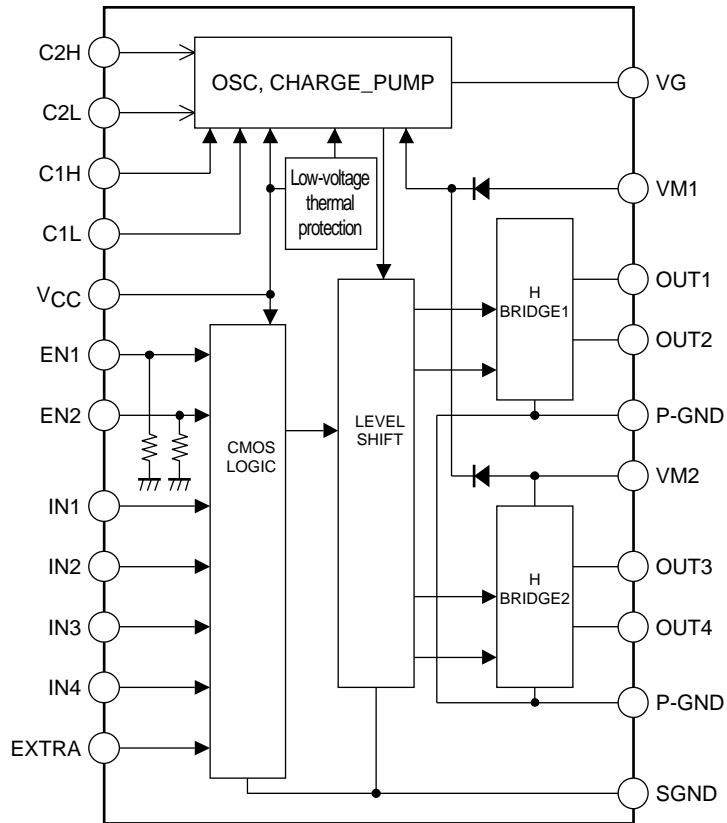 C2H
C2L
C1H
C1L
VCC
EN1
EN2
IN1
IN2
IN3
IN4
EXTRA
OSC, CHARGE_PUMP
Low-voltage
thermal
protection
CMOS
LOGIC
LEVEL
SHIFT
H
BRIDGE1
H
BRIDGE2
VG
VM1
OUT1
OUT2
P-GND
VM2
OUT3
OUT4
P-GND
SGND